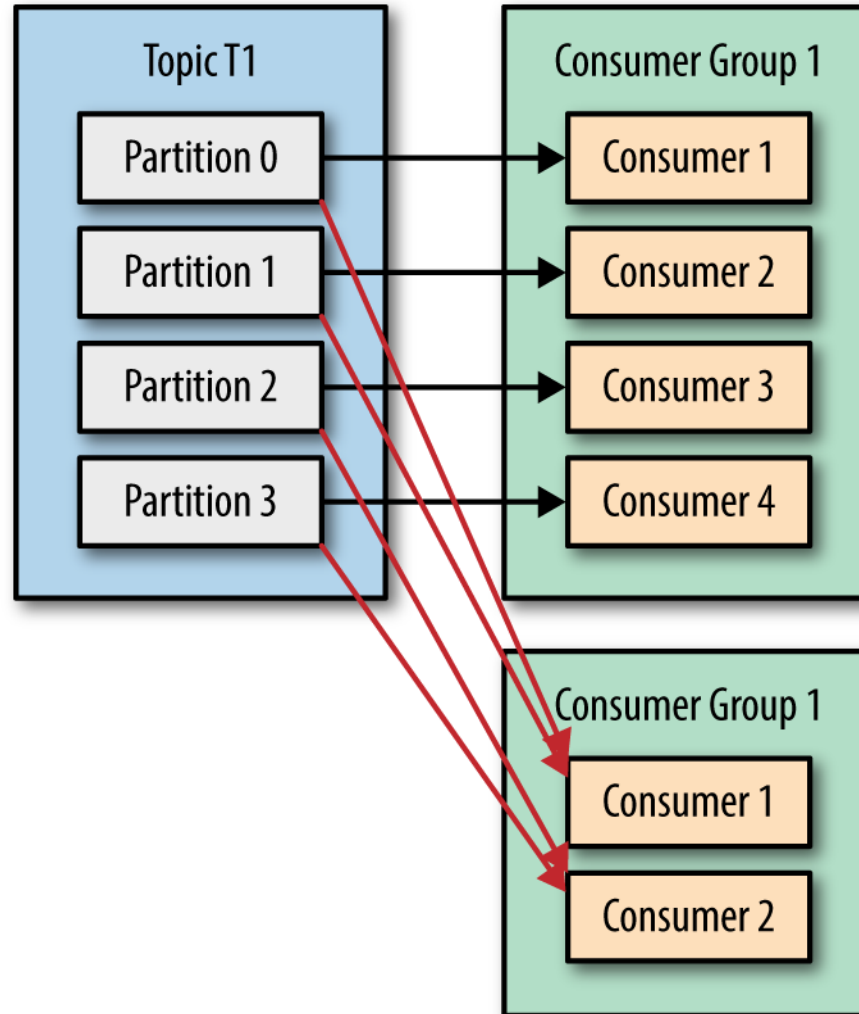 Topic T1
Partition 0
Partition 1
Partition 2
Partition 3
Consumer Group 1
Consumer 1
Consumer 2
Consumer 3
Consumer 4
Consumer Group 1
Consumer 1
Consumer 2